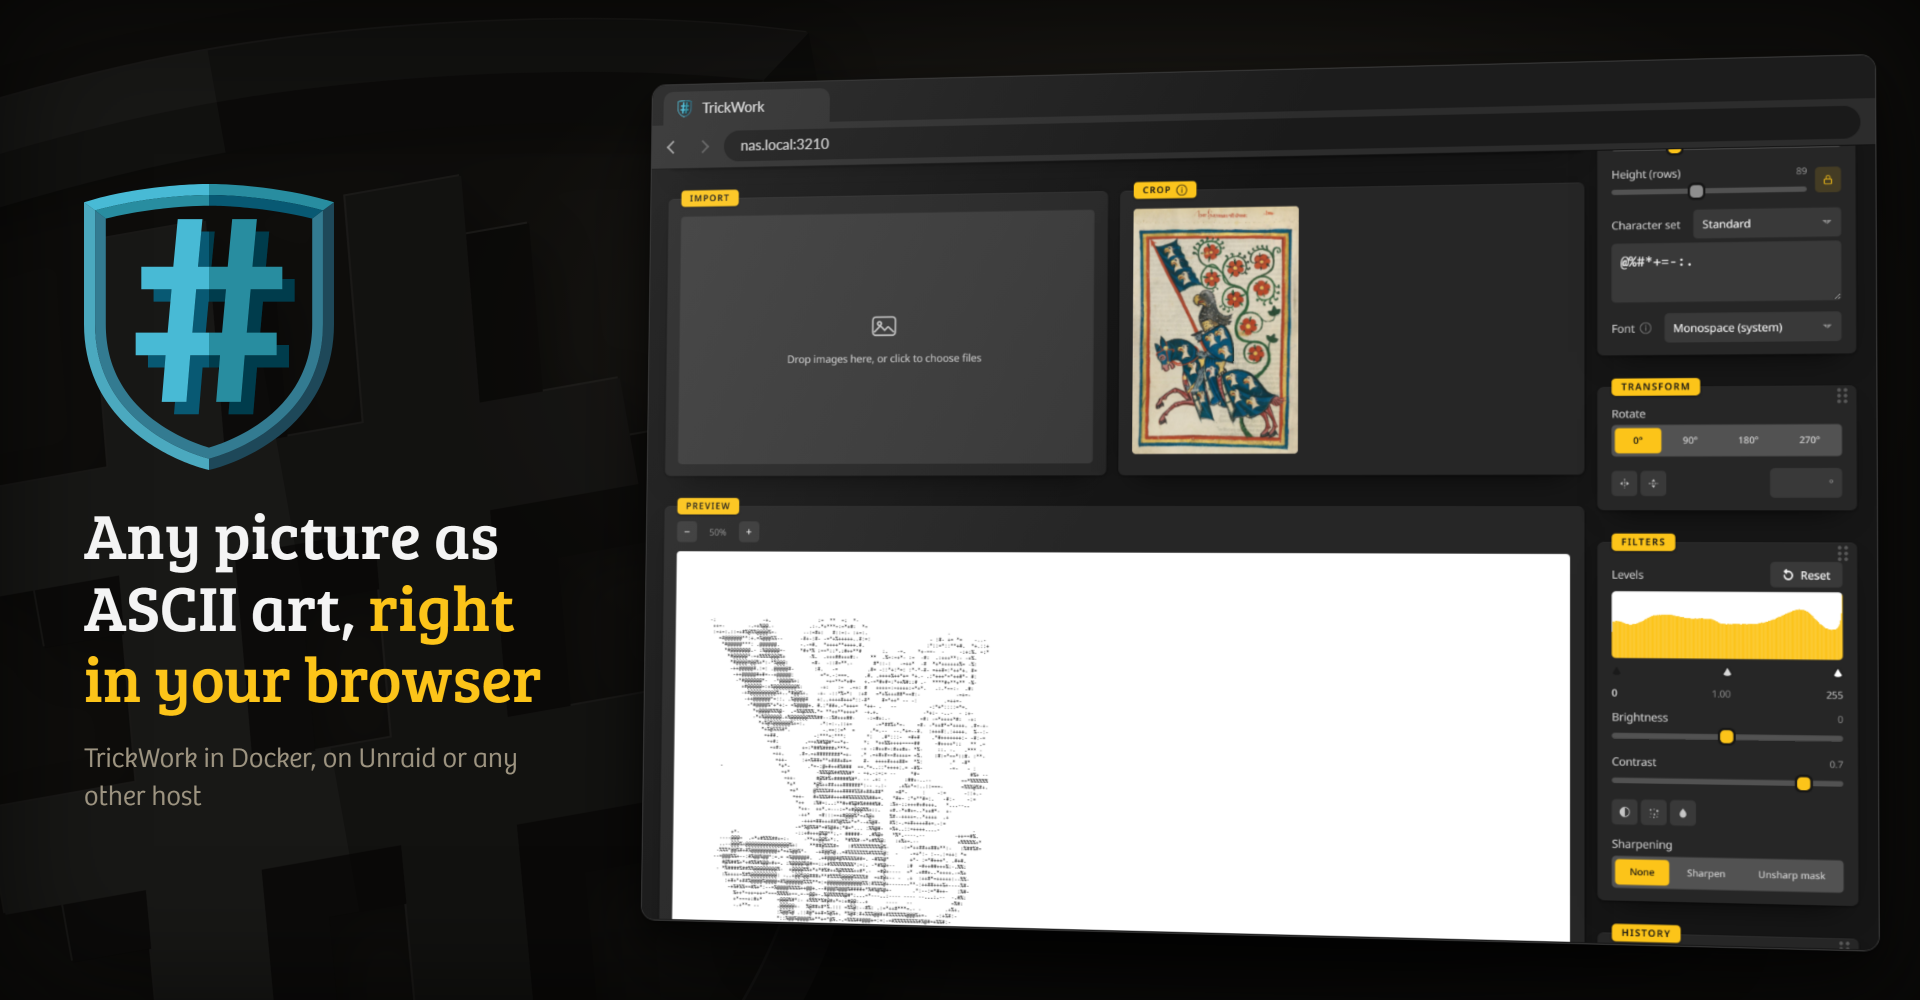 #
Any picture as
ASCII art, right
in your browser
TrickWork in Docker, on Unraid or any
other host
TrickWork
nas.local:3210
IMPORT
Drop images here, or click to choose files
CROP
PREVIEW
50%
Height (rows) 89
Character set Standard
@%#*+=-:.
Font Monospace (system)
TRANSFORM
Rotate
0° 90° 180° 270°
°
FILTERS
Levels Reset
0 1.00 255
Brightness 0
Contrast 0.7
Sharpening
None Sharpen Unsharp mask
HISTORY